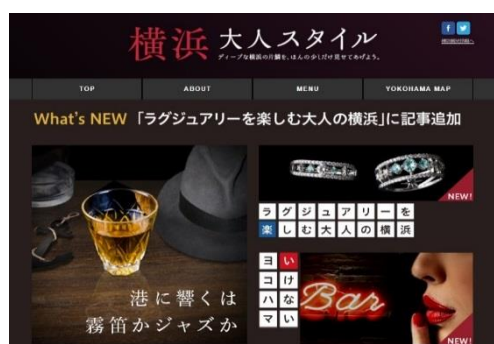 横浜 大人スタイル
ディープな横浜の片鱗を、ほんの少しだけ見せてあげよう。
TOP ABOUT MENU YOKOHAMA MAP
What's NEW 「ラグジュアリーを楽しむ大人の横浜」に記事追加
NEW!
ラグジュアリーを
楽しむ大人の横浜
港に響くは
霧笛かジャズか
ヨコハマ
いけない
Bar
NEW!